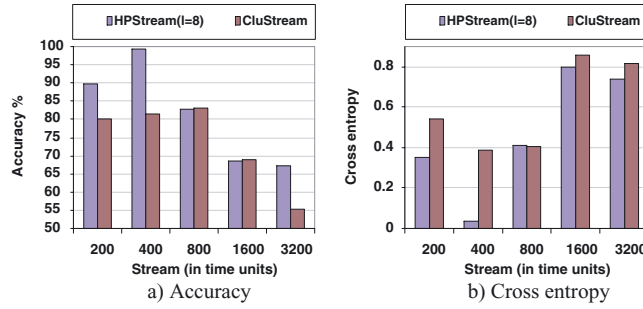 HPStream(l=8) CluStream
100
95
90
85
80
75
70
65
60
55
50
Accuracy %
200 400 800 1600 3200
Stream (in time units)
a) Accuracy
HPStream(l=8) CluStream
0.8
0.6
0.4
0.2
0
Cross entropy
200 400 800 1600 3200
Stream (in time units)
b) Cross entropy